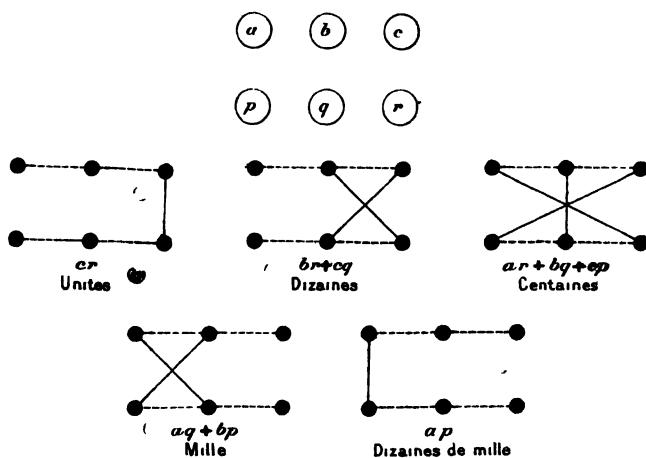 a b c
p q r
cr br+cq ar+bq+cp
Unites Dizaines Centaines
aq+bp ap
Mille Dizaines de mille